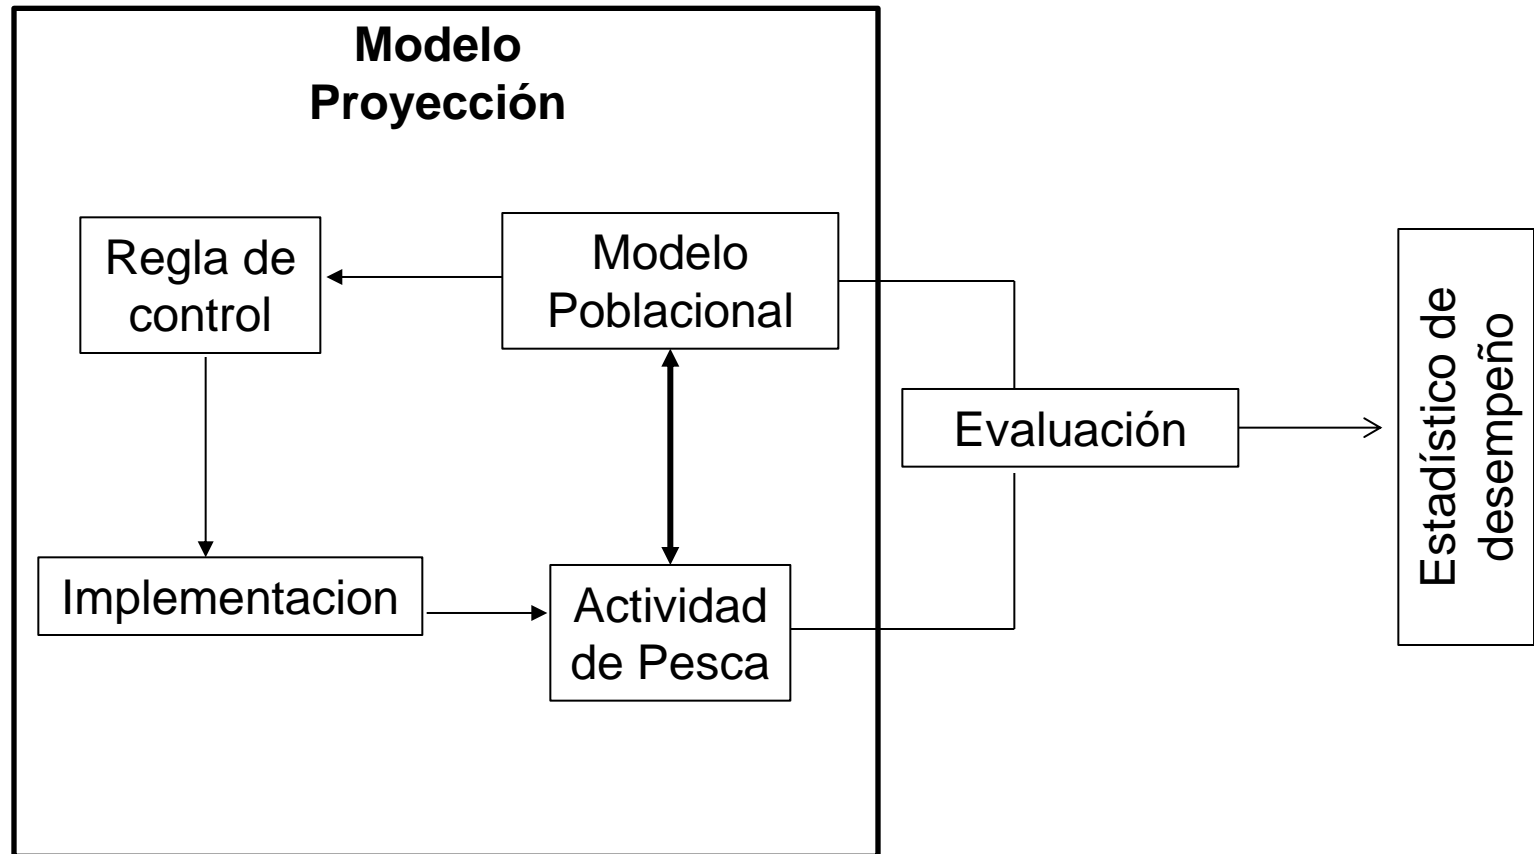 Modelo
Proyección
Regla de
control
Modelo
Poblacional
Evaluación
Estadístico de
desempeño
Implementacion
Actividad
de Pesca